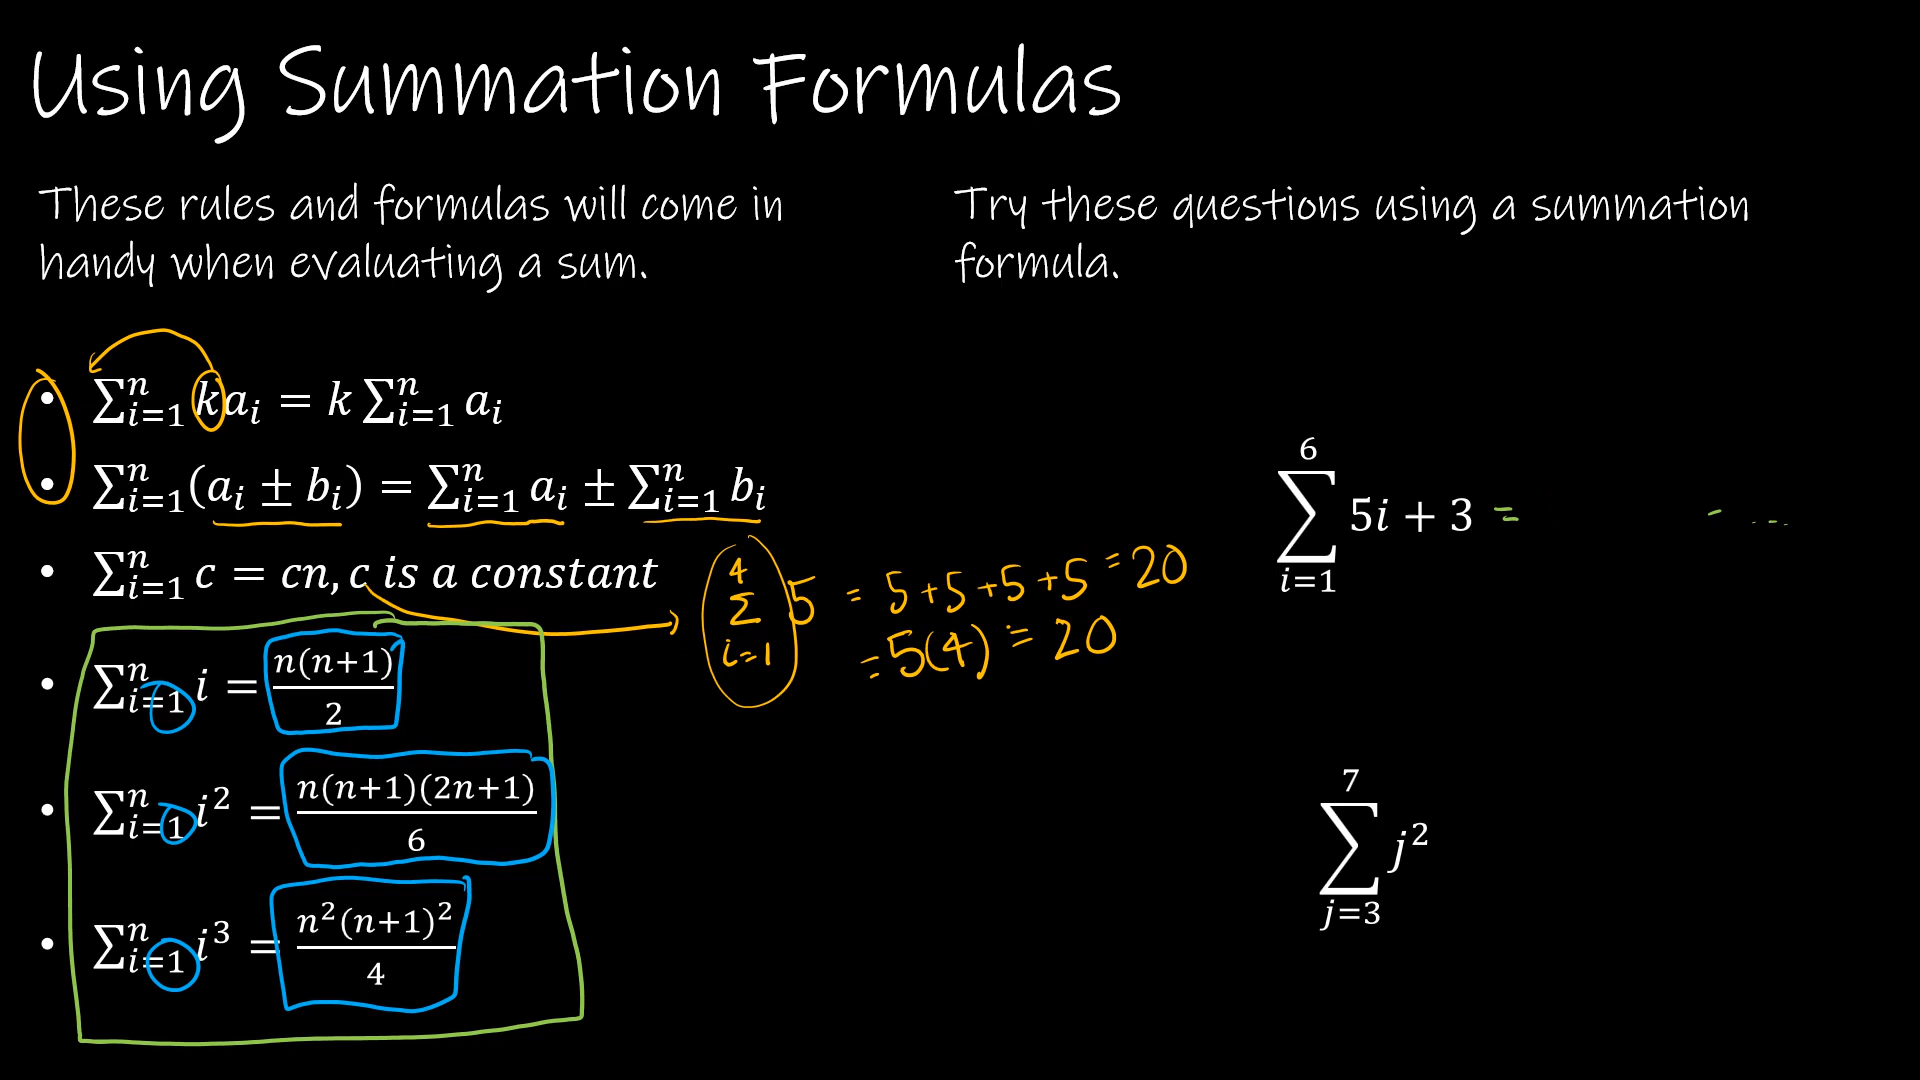 Using Summation Formulas
These rules and formulas will come in
handy when evaluating a sum.
• ∑ⁿᵢ₌₁ kaᵢ = k ∑ⁿᵢ₌₁ aᵢ
• ∑ⁿᵢ₌₁(aᵢ ± bᵢ) = ∑ⁿᵢ₌₁ aᵢ ± ∑ⁿᵢ₌₁ bᵢ
• ∑ⁿᵢ₌₁ c = cn, c is a constant
• ∑ⁿᵢ₌₁ i = n(n+1)/2
• ∑ⁿᵢ₌₁ i² = n(n+1)(2n+1)/6
• ∑ⁿᵢ₌₁ i³ = n²(n+1)²/4
∑⁴ᵢ₌₁ 5 = 5+5+5+5 = 20
= 5(4) = 20
Try these questions using a summation
formula.
∑⁶ᵢ₌₁ 5i + 3 =
∑⁷ⱼ₌₃ j²